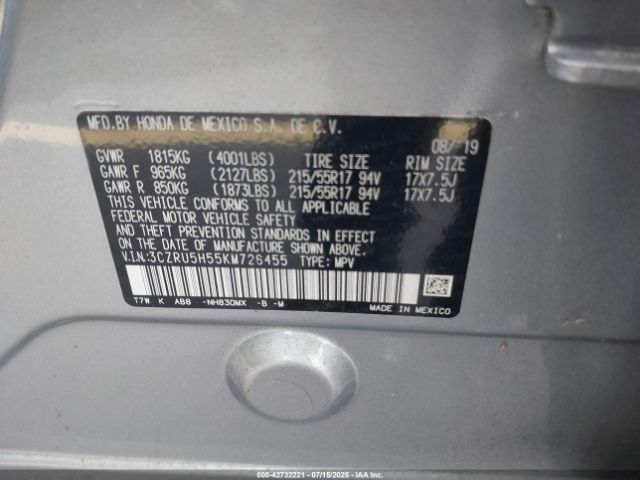 MFD.BY HONDA DE MEXICO S.A. DE C.V.
08/ 19
GVWR 1815KG (4001LBS) TIRE SIZE RIM SIZE
GAWR F 965KG (2127LBS) 215/55R17 94V 17X7.5J
GAWR R 850KG (1873LBS) 215/55R17 94V 17X7.5J
THIS VEHICLE CONFORMS TO ALL APPLICABLE
FEDERAL MOTOR VEHICLE SAFETY
AND THEFT PREVENTION STANDARDS IN EFFECT
ON THE DATE OF MANUFACTURE SHOWN ABOVE.
V.I.N:3CZRU5H55KM726455 TYPE: MPV
T7W K AB8 -NH830MX -B -M
MADE IN MEXICO
700-42732221 - 07/15/2025 - IAA, Inc.